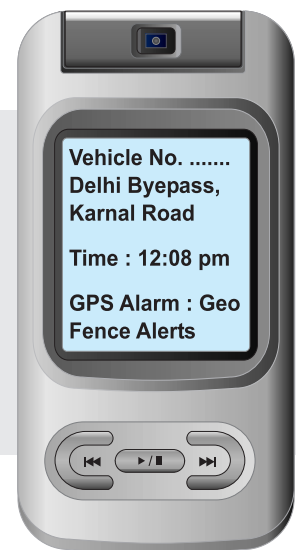 Vehicle No. .......
Delhi Byepass,
Karnal Road
Time : 12:08 pm
GPS Alarm : Geo
Fence Alerts